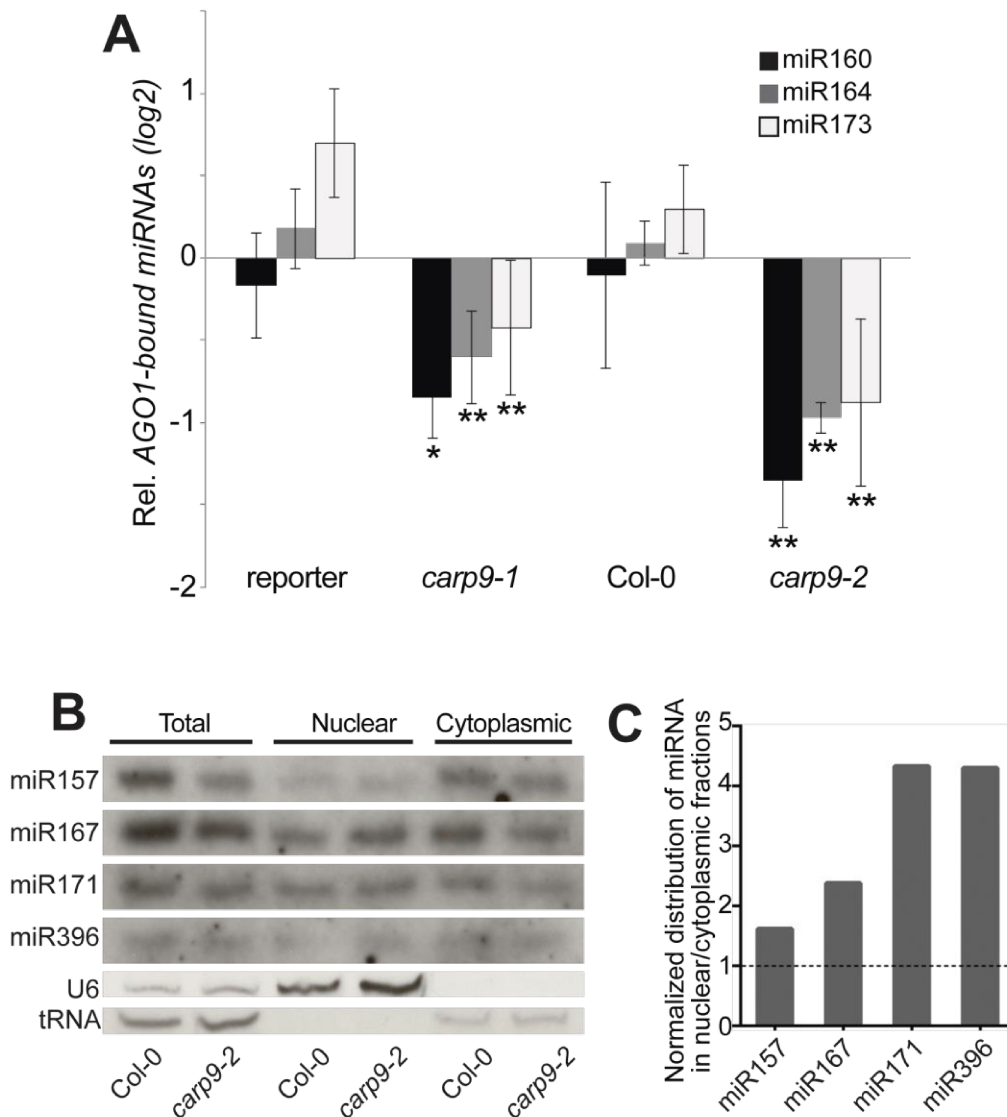 A
Rel. AGO1-bound miRNAs (log2)
1
0
-1
-2
miR160
miR164
miR173
*
**
**
**
**
**
reporter
carp9-1
Col-0
carp9-2
B
Total
Nuclear
Cytoplasmic
miR157
miR167
miR171
miR396
U6
tRNA
Col-0
carp9-2
Col-0
carp9-2
Col-0
carp9-2
C
Normalized distribution of miRNA
in nuclear/cytoplasmic fractions
5
4
3
2
1
0
miR157
miR167
miR171
miR396